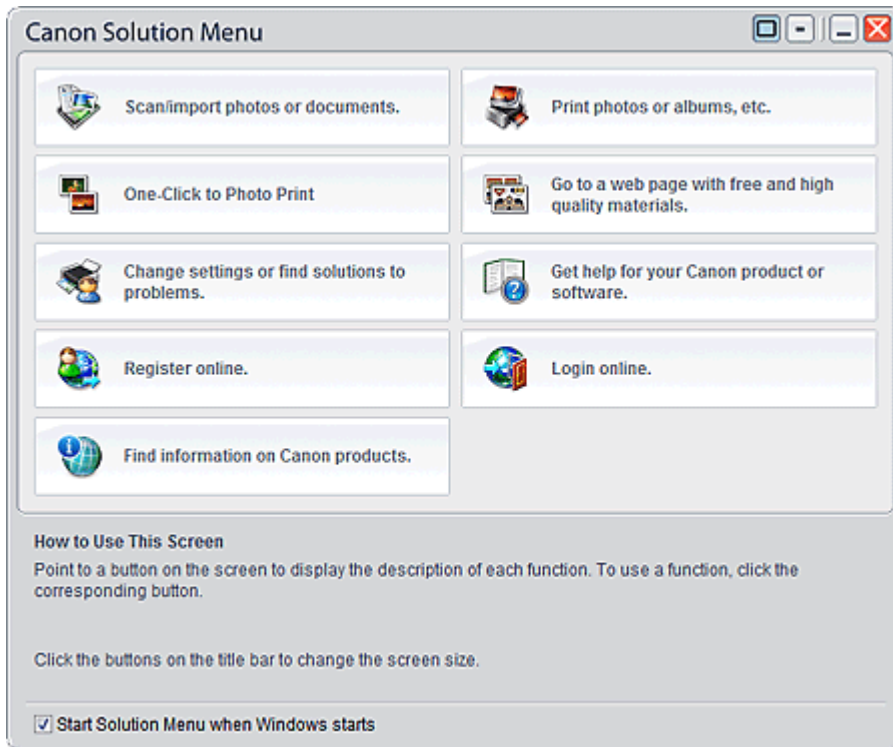 Canon Solution Menu
Scan/import photos or documents.
Print photos or albums, etc.
One-Click to Photo Print
Go to a web page with free and high
quality materials.
Change settings or find solutions to
problems.
Get help for your Canon product or
software.
Register online.
Login online.
Find information on Canon products.
How to Use This Screen
Point to a button on the screen to display the description of each function. To use a function, click the
corresponding button.
Click the buttons on the title bar to change the screen size.
Start Solution Menu when Windows starts